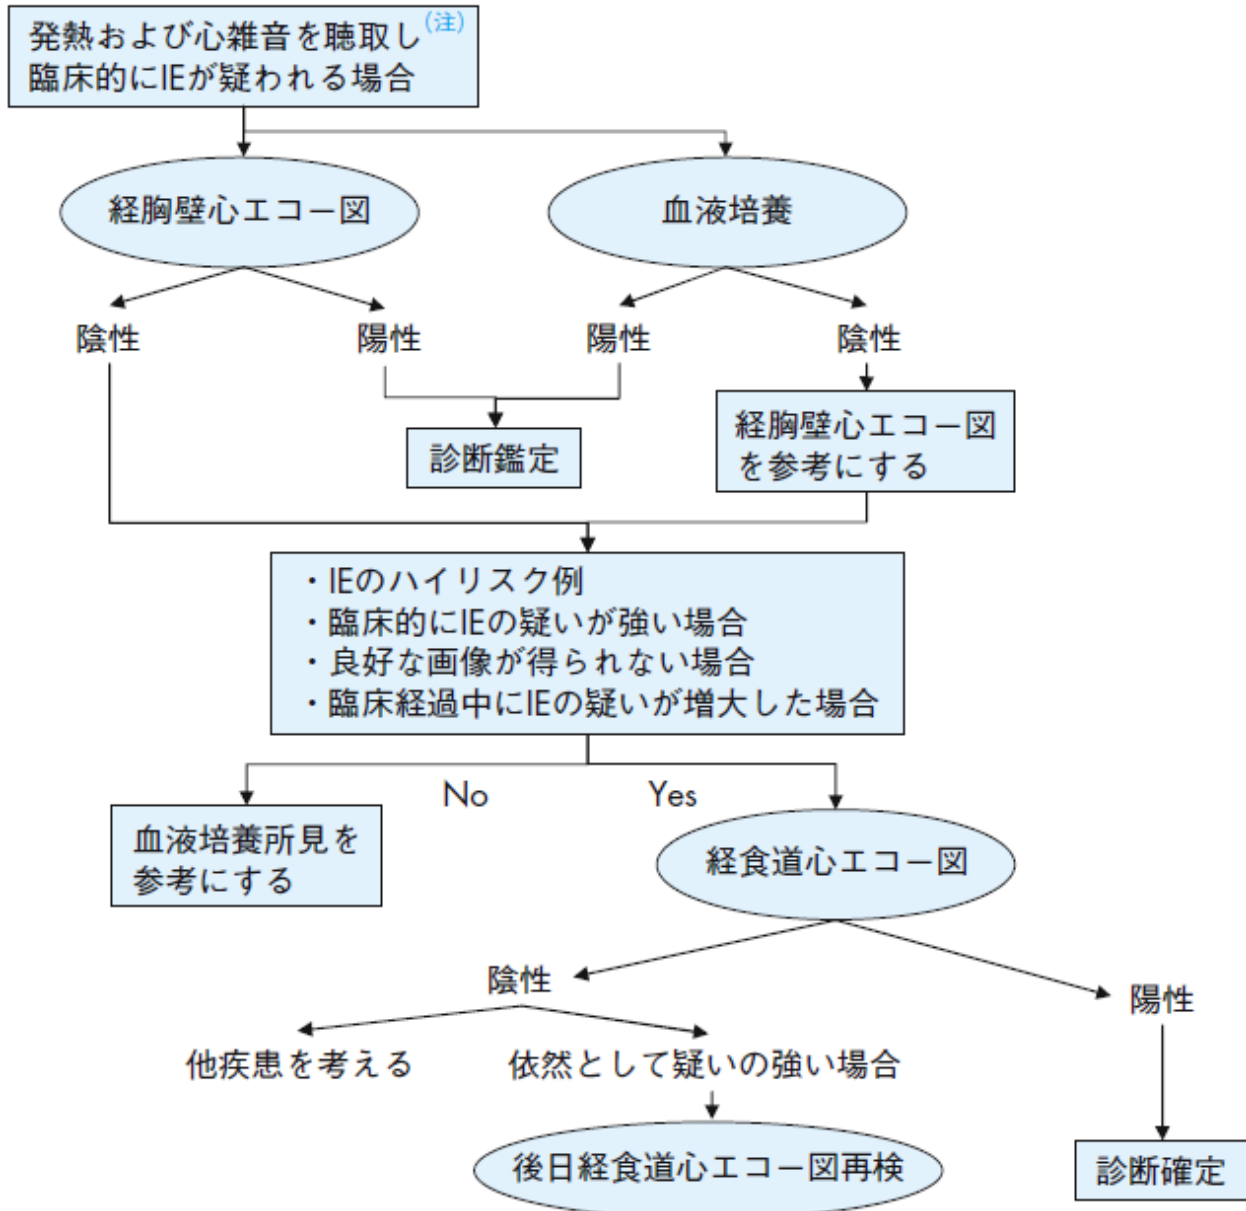 発熱および心雑音を聴取し(注)
臨床的にIEが疑われる場合
経胸壁心エコー図
血液培養
陰性
陽性
陽性
陰性
診断鑑定
経胸壁心エコー図
を参考にする
・IEのハイリスク例
・臨床的にIEの疑いが強い場合
・良好な画像が得られない場合
・臨床経過中にIEの疑いが増大した場合
No
Yes
血液培養所見を
参考にする
経食道心エコー図
陰性
陽性
他疾患を考える
依然として疑いの強い場合
後日経食道心エコー図再検
診断確定